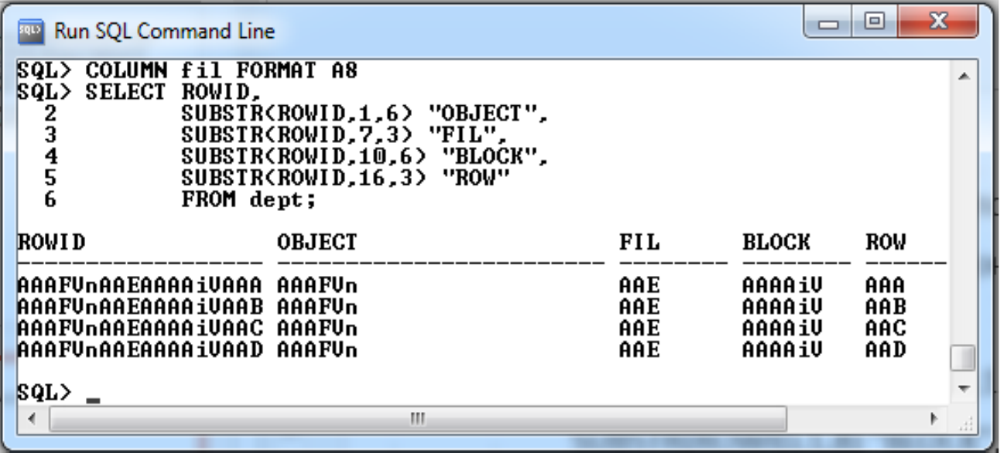 Run SQL Command Line
SQL> COLUMN fil FORMAT A8
SQL> SELECT ROWID,
  2         SUBSTR(ROWID,1,6) "OBJECT",
  3         SUBSTR(ROWID,7,3) "FIL",
  4         SUBSTR(ROWID,10,6) "BLOCK",
  5         SUBSTR(ROWID,16,3) "ROW"
  6         FROM dept;
ROWID              OBJECT                   FIL      BLOCK    ROW
------------------ ------------------------ -------- -------- ------
AAAFVnAAEAAAAiVAAA AAAFVn                   AAE      AAAAiV   AAA
AAAFVnAAEAAAAiVAAB AAAFVn                   AAE      AAAAiV   AAB
AAAFVnAAEAAAAiVAAC AAAFVn                   AAE      AAAAiV   AAC
AAAFVnAAEAAAAiVAAD AAAFVn                   AAE      AAAAiV   AAD
SQL> _